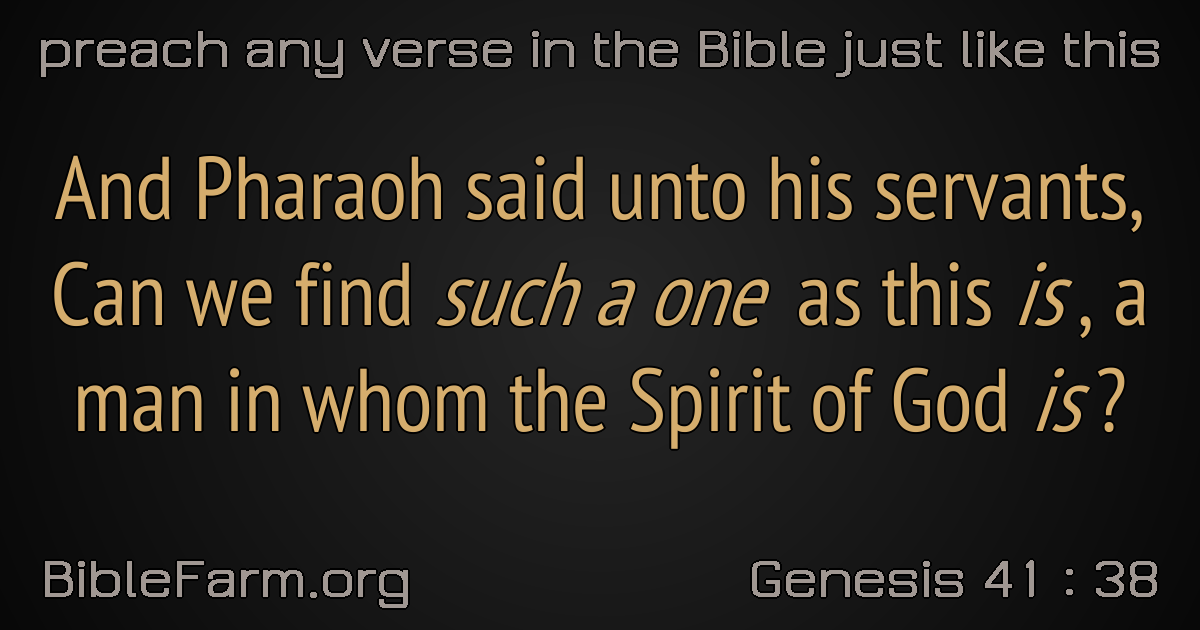 preach any verse in the Bible just like this
And Pharaoh said unto his servants,
Can we find such a one as this is, a
man in whom the Spirit of God is?
BibleFarm.org
Genesis 41 : 38